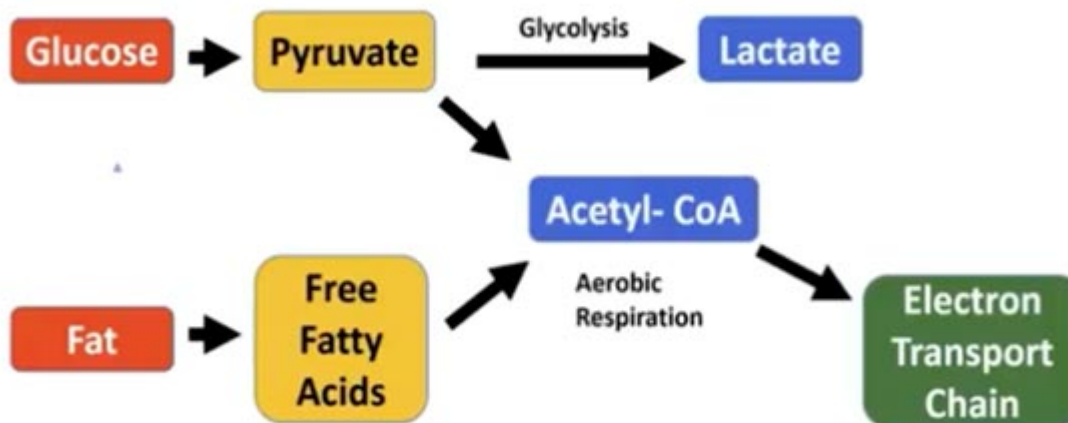 Glucose
Pyruvate
Glycolysis
Lactate
Acetyl- CoA
Fat
Free
Fatty
Acids
Aerobic
Respiration
Electron
Transport
Chain